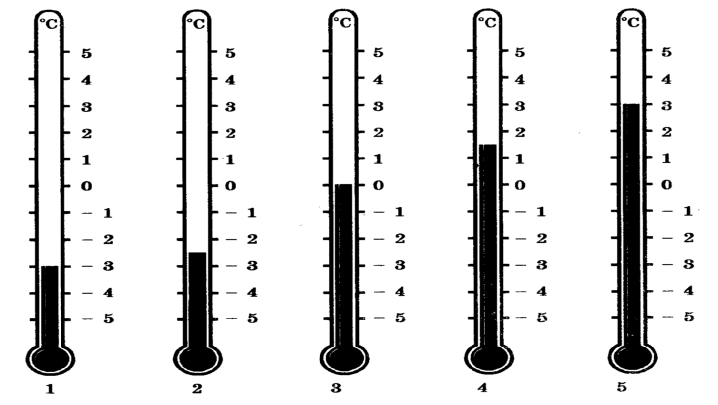 °C °C °C °C °C
5 5 5 5 5
4 4 4 4 4
3 3 3 3 3
2 2 2 2 2
1 1 1 1 1
0 0 0 0 0
– 1 – 1 – 1 – 1 – 1
– 2 – 2 – 2 – 2 – 2
– 3 – 3 – 3 – 3 – 3
– 4 – 4 – 4 – 4 – 4
– 5 – 5 – 5 – 5 – 5
1 2 3 4 5